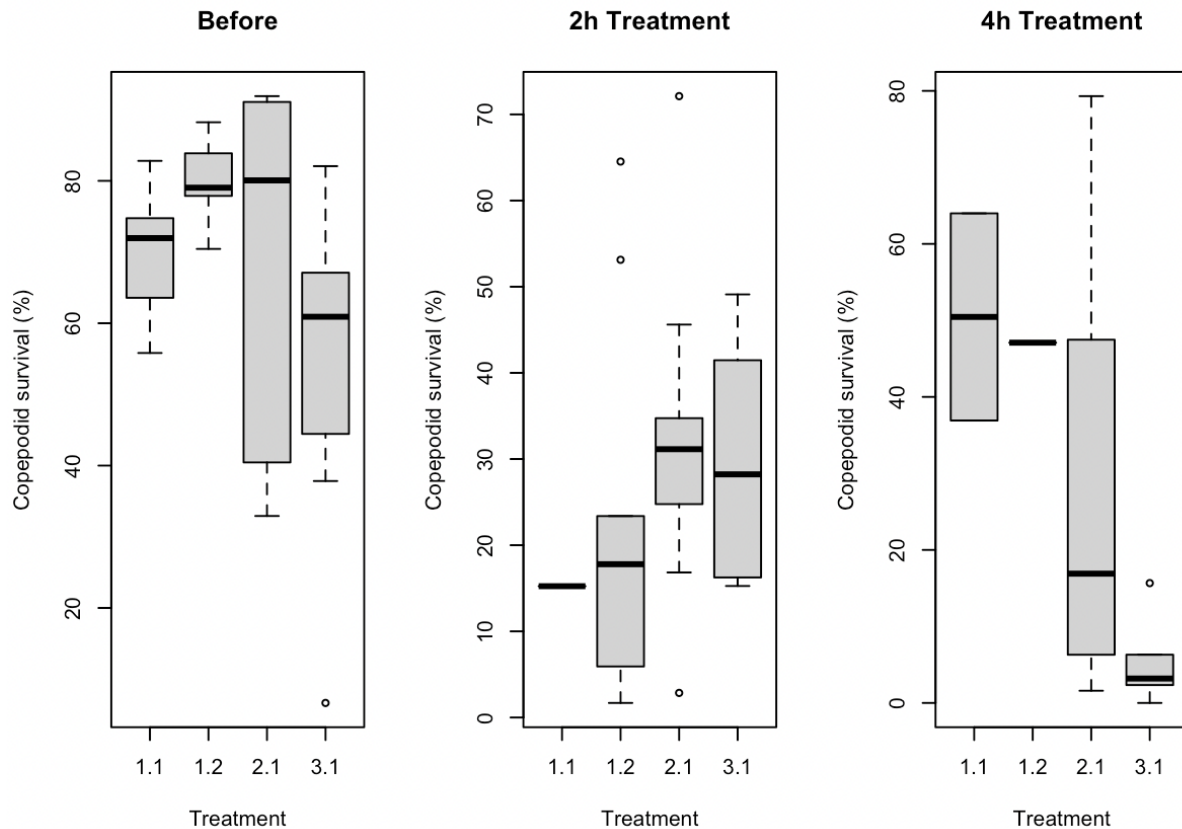 Before
Copepodid survival (%)
80
60
40
20
1.1 1.2 2.1 3.1
Treatment
2h Treatment
Copepodid survival (%)
70
60
50
40
30
20
10
0
1.1 1.2 2.1 3.1
Treatment
4h Treatment
Copepodid survival (%)
80
60
40
20
0
1.1 1.2 2.1 3.1
Treatment